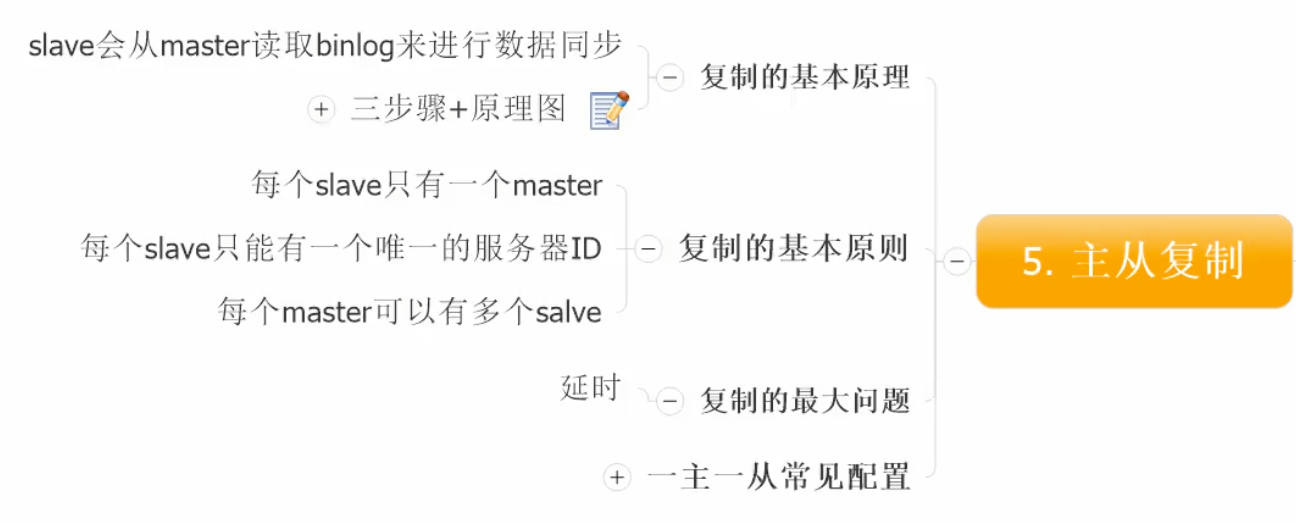 5. 主从复制
复制的基本原理
slave会从master读取binlog来进行数据同步
三步骤+原理图
复制的基本原则
每个slave只有一个master
每个slave只能有一个唯一的服务器ID
每个master可以有多个salve
复制的最大问题
延时
一主一从常见配置